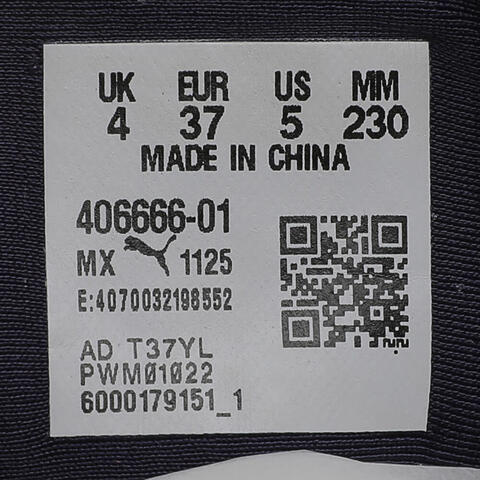 UK EUR US MM
4 37 5 230
MADE IN CHINA
406666-01
MX 1125
E:4070032198552
AD T37YL
PWM01022
6000179151_1